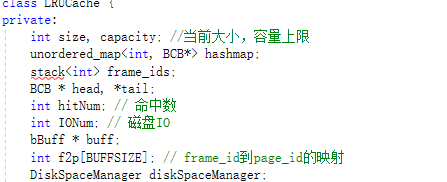 class LRUCache {
private:
int size, capacity; //当前大小，容量上限
unordered_map<int, BCB*> hashmap;
stack<int> frame_ids;
BCB * head, *tail;
int hitNum; // 命中数
int IONum; // 磁盘IO
bBuff * buff;
int f2p[BUFFSIZE]; // frame_id到page_id的映射
DiskSpaceManager diskSpaceManager;